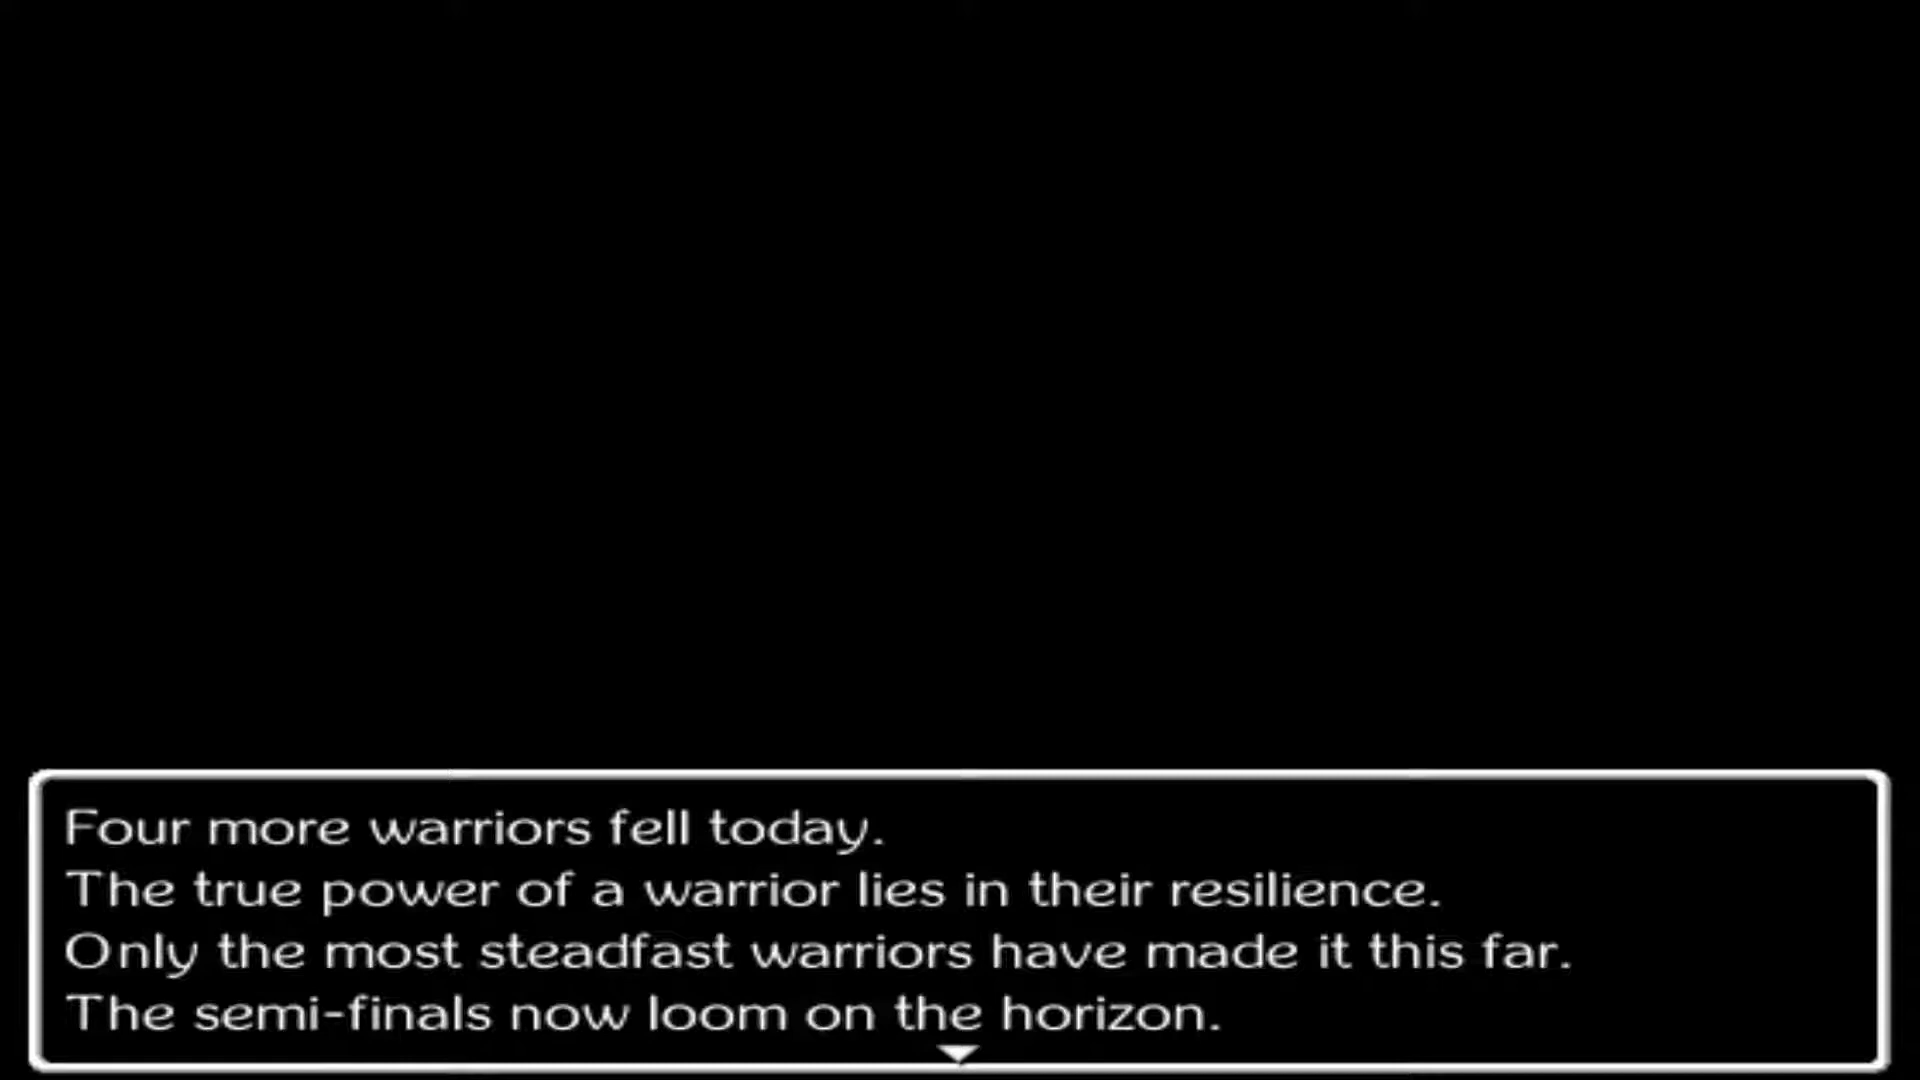 Four more warriors fell today.
The true power of a warrior lies in their resilience.
Only the most steadfast warriors have made it this far.
The semi-finals now loom on the horizon.